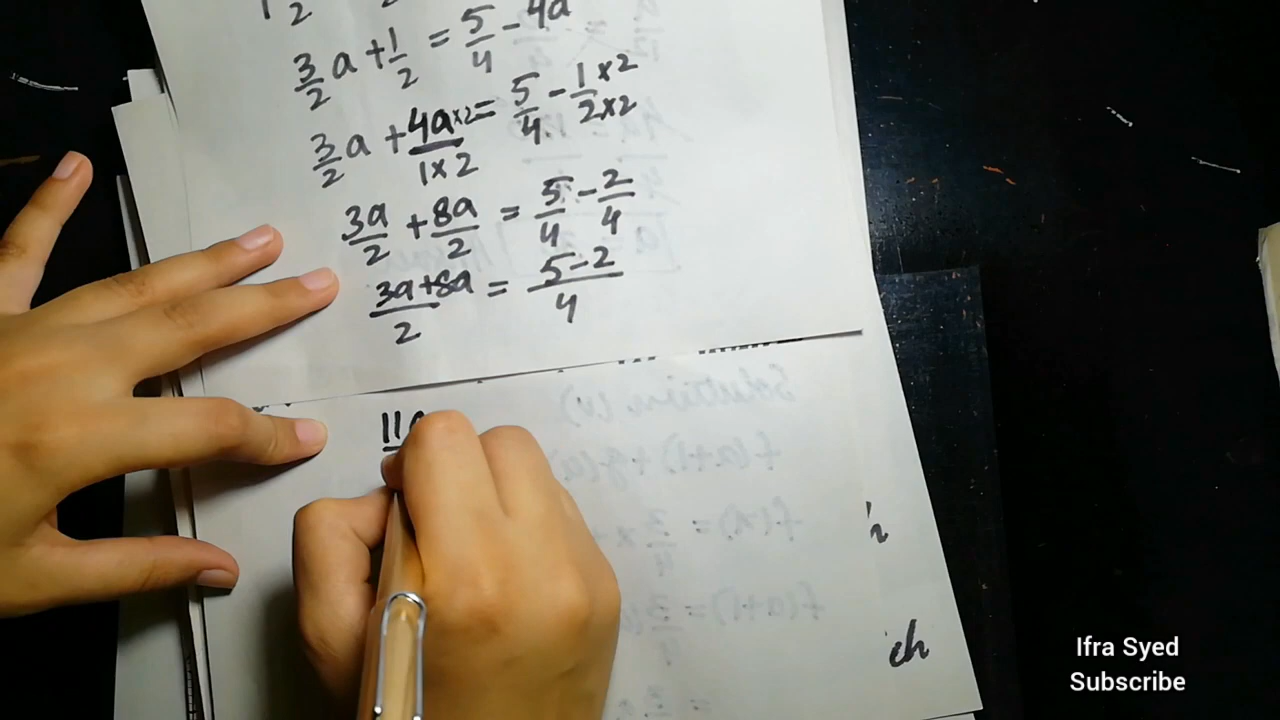 3/2 a + 1/2 = 5/4 - 4a
3/2 a + 4a×2/1×2 = 5/4 - 1×2/2×2
3a/2 + 8a/2 = 5/4 - 2/4
3a+8a/2 = 5-2/4
11a
Ifra Syed
Subscribe